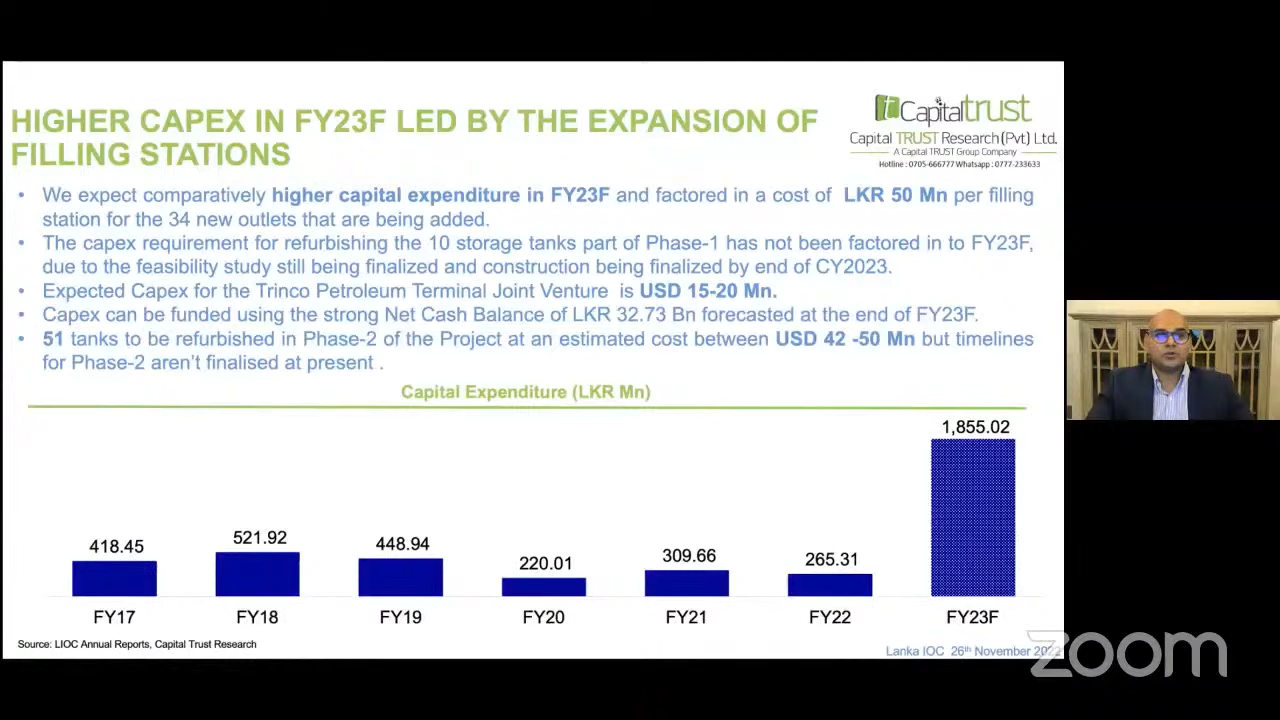 HIGHER CAPEX IN FY23F LED BY THE EXPANSION OF
FILLING STATIONS
Capitaltrust
Capital TRUST Research (Pvt) Ltd.
A Capital TRUST Group Company
Hotline : 0705-666777 Whatsapp : 0777-233633
• We expect comparatively higher capital expenditure in FY23F and factored in a cost of LKR 50 Mn per filling
station for the 34 new outlets that are being added.
• The capex requirement for refurbishing the 10 storage tanks part of Phase-1 has not been factored in to FY23F,
due to the feasibility study still being finalized and construction being finalized by end of CY2023.
• Expected Capex for the Trinco Petroleum Terminal Joint Venture is USD 15-20 Mn.
• Capex can be funded using the strong Net Cash Balance of LKR 32.73 Bn forecasted at the end of FY23F.
• 51 tanks to be refurbished in Phase-2 of the Project at an estimated cost between USD 42 -50 Mn but timelines
for Phase-2 aren't finalised at present .
Capital Expenditure (LKR Mn)
418.45 521.92 448.94 220.01 309.66 265.31 1,855.02
FY17 FY18 FY19 FY20 FY21 FY22 FY23F
Source: LIOC Annual Reports, Capital Trust Research
Lanka IOC 26th November 2022
zoom